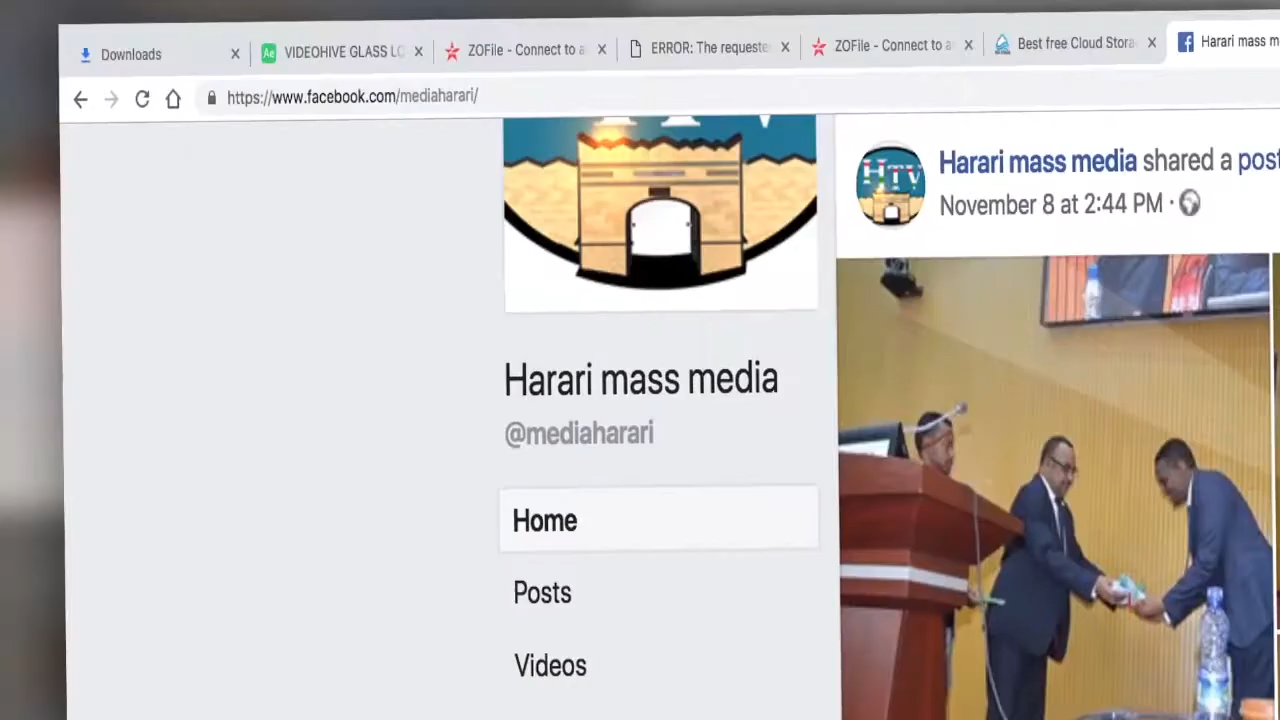 Downloads
VIDEOHIVE GLASS LO
ZOFile - Connect to a
ERROR: The requeste
ZOFile - Connect to a
Best free Cloud Stora
Harari mass m
https://www.facebook.com/mediaharari/
Harari mass media shared a post
HTV
November 8 at 2:44 PM
Harari mass media
@mediaharari
Home
Posts
Videos